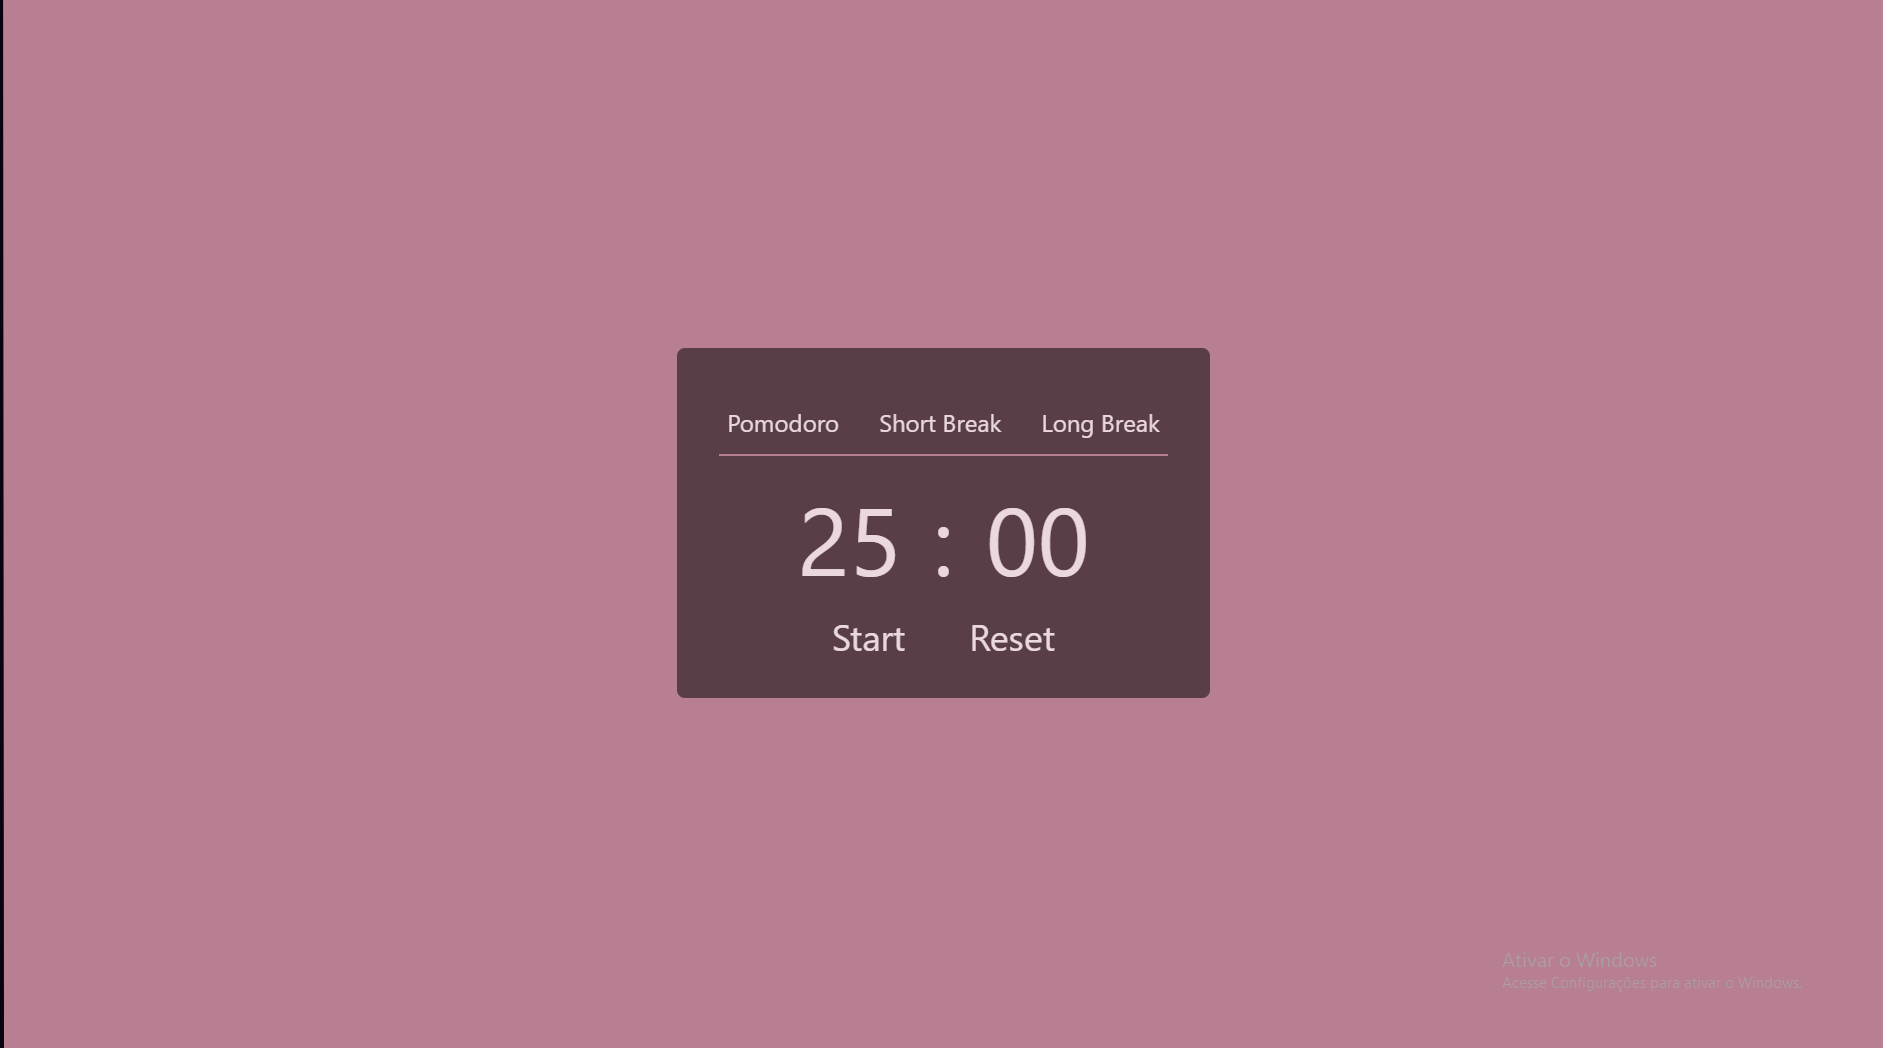 Pomodoro Short Break Long Break
25 : 00
Start Reset
Ativar o Windows
Acesse Configurações para ativar o Windows.